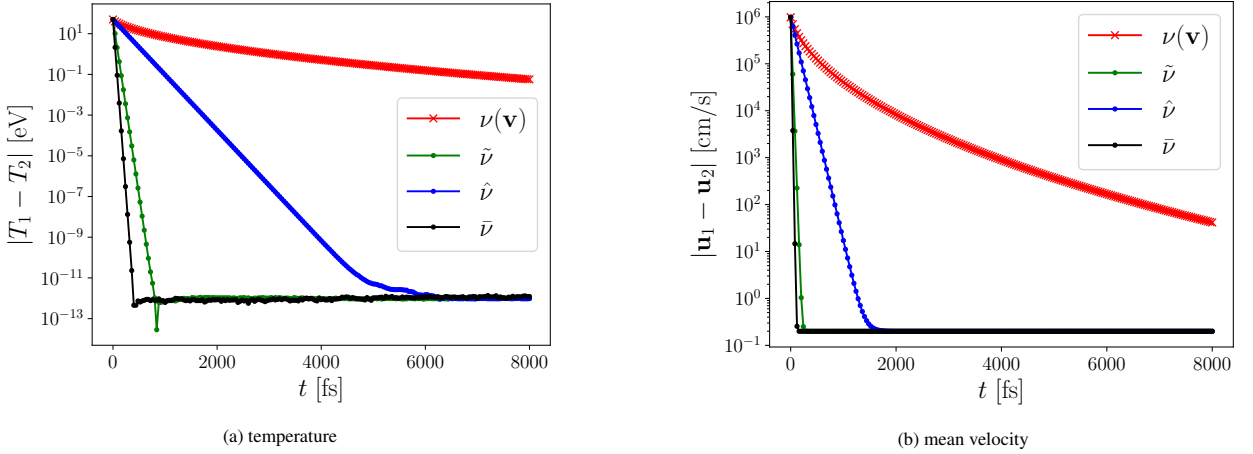 10^1
10^-1
10^-3
10^-5
10^-7
10^-9
10^-11
10^-13
|T_1 − T_2| [eV]
0 2000 4000 6000 8000
t [fs]
ν(𝐯)
ν̃
ν̂
ν̄
(a) temperature
10^6
10^5
10^4
10^3
10^2
10^1
10^0
10^-1
|𝐮_1 − 𝐮_2| [cm/s]
0 2000 4000 6000 8000
t [fs]
ν(𝐯)
ν̃
ν̂
ν̄
(b) mean velocity